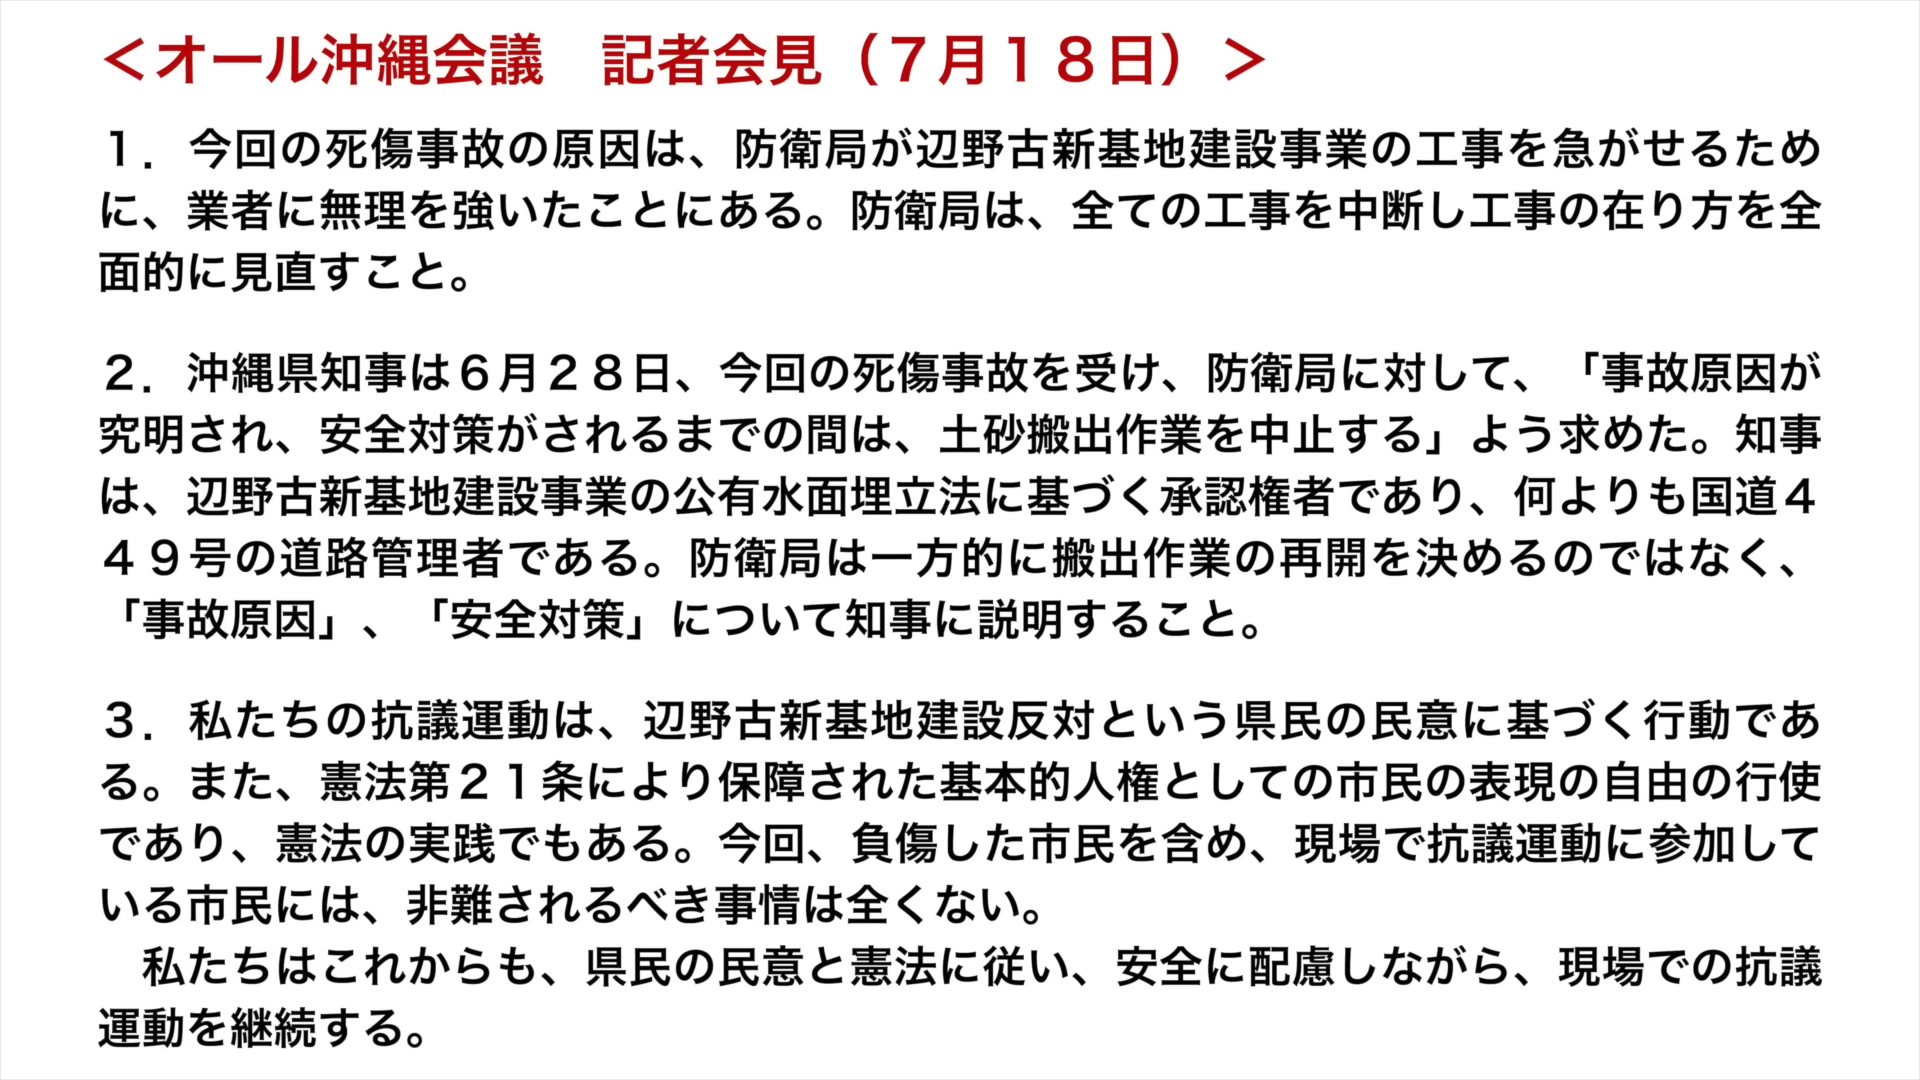 ＜オール沖縄会議　記者会見（７月１８日）＞
１．今回の死傷事故の原因は、防衛局が辺野古新基地建設事業の工事を急がせるため
に、業者に無理を強いたことにある。防衛局は、全ての工事を中断し工事の在り方を全
面的に見直すこと。
２．沖縄県知事は６月２８日、今回の死傷事故を受け、防衛局に対して、「事故原因が
究明され、安全対策がされるまでの間は、土砂搬出作業を中止する」よう求めた。知事
は、辺野古新基地建設事業の公有水面埋立法に基づく承認権者であり、何よりも国道４
４９号の道路管理者である。防衛局は一方的に搬出作業の再開を決めるのではなく、
「事故原因」、「安全対策」について知事に説明すること。
３．私たちの抗議運動は、辺野古新基地建設反対という県民の民意に基づく行動であ
る。また、憲法第２１条により保障された基本的人権としての市民の表現の自由の行使
であり、憲法の実践でもある。今回、負傷した市民を含め、現場で抗議運動に参加して
いる市民には、非難されるべき事情は全くない。
　私たちはこれからも、県民の民意と憲法に従い、安全に配慮しながら、現場での抗議
運動を継続する。